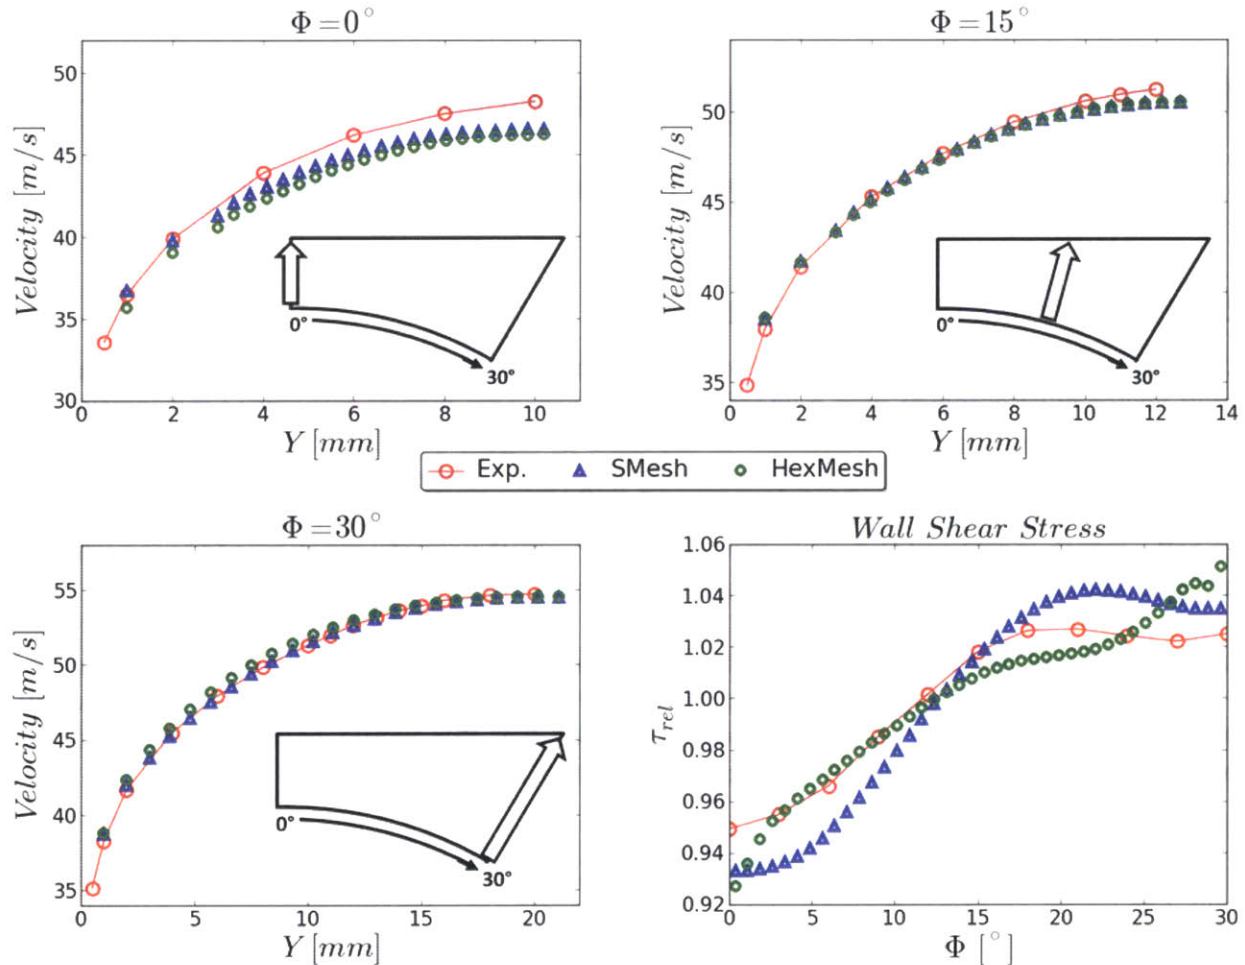 Φ = 0°
50
45
40
35
30
Velocity [m/s]
0°
30°
0 2 4 6 8 10
Y [mm]
Φ = 15°
50
45
40
35
Velocity [m/s]
0°
30°
0 2 4 6 8 10 12 14
Y [mm]
Exp. SMesh HexMesh
Φ = 30°
55
50
45
40
35
Velocity [m/s]
0°
30°
0 5 10 15 20
Y [mm]
Wall Shear Stress
1.06
1.04
1.02
1.00
0.98
0.96
0.94
0.92
τrel
0 5 10 15 20 25 30
Φ [°]